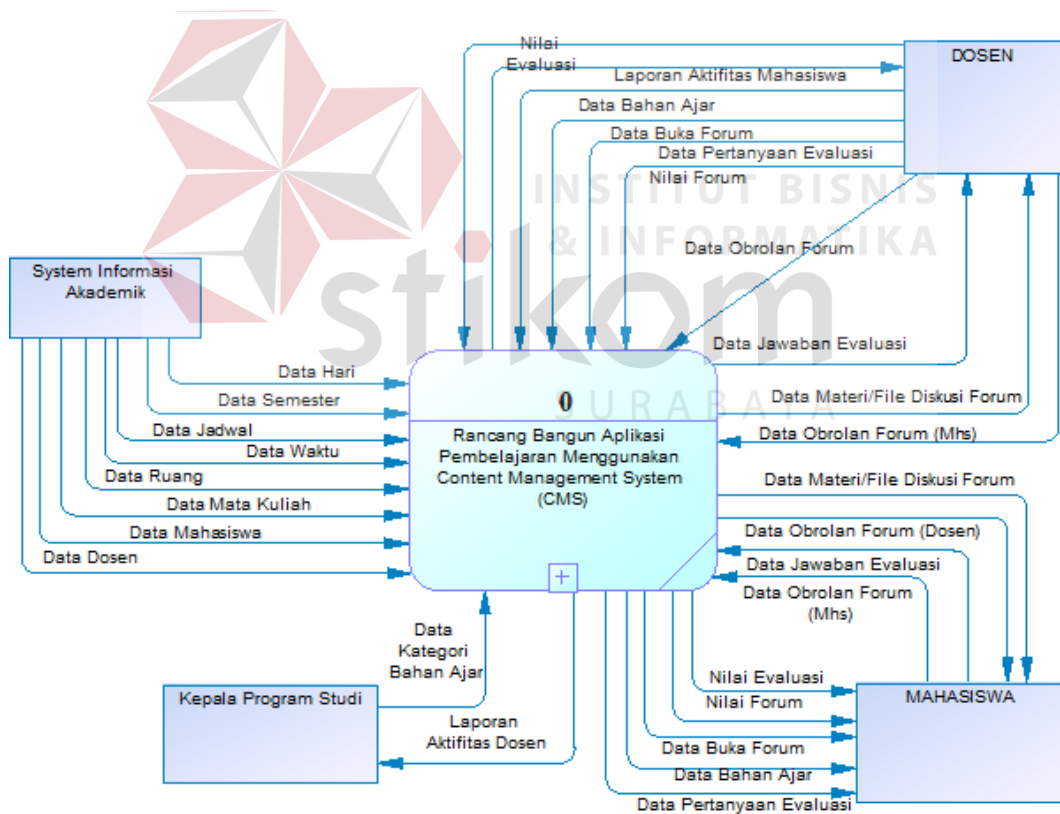 Nilai
Evaluasi
DOSEN
Laporan Aktifitas Mahasiswa
Data Bahan Ajar
Data Buka Forum
Data Pertanyaan Evaluasi
Nilai Forum
INSTITUT BISNIS
& INFORMATIKA
Data Obrolan Forum
System Informasi
Akademik
stikom
SURABAYA
Data Jawaban Evaluasi
Data Hari
Data Semester
Data Jadwal
Data Waktu
Data Ruang
Data Mata Kuliah
Data Mahasiswa
Data Dosen
0
Rancang Bangun Aplikasi
Pembelajaran Menggunakan
Content Management System
(CMS)
Data Materi/File Diskusi Forum
Data Obrolan Forum (Mhs)
Data Materi/File Diskusi Forum
Data Obrolan Forum (Dosen)
Data Jawaban Evaluasi
Data Obrolan Forum
(Mhs)
Data
Kategori
Bahan Ajar
Kepala Program Studi
Laporan
Aktifitas Dosen
Nilai Evaluasi
Nilai Forum
Data Buka Forum
Data Bahan Ajar
Data Pertanyaan Evaluasi
MAHASISWA